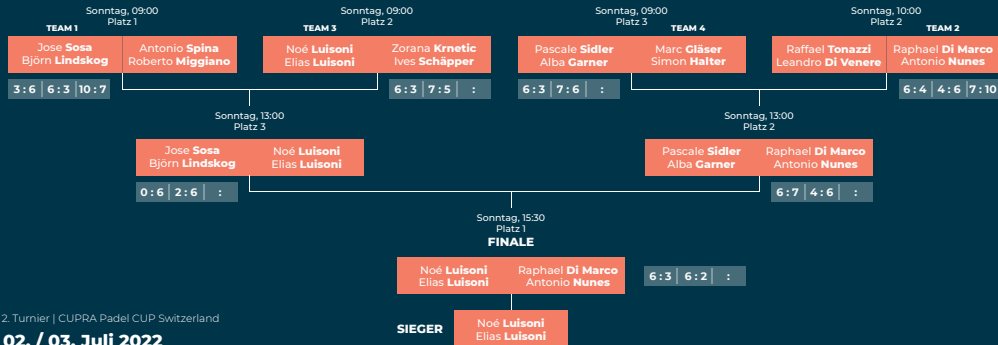 Sonntag, 09:00
Platz 1
TEAM 1
Jose Sosa
Björn Lindskog
Antonio Spina
Roberto Miggiano
3:6 | 6:3 | 10:7
Sonntag, 09:00
Platz 2
TEAM 3
Noé Luisoni
Elias Luisoni
Zorana Krnetic
Ives Schäpper
6:3 | 7:5 | :
Sonntag, 09:00
Platz 3
TEAM 4
Pascale Sidler
Alba Garner
Marc Gläser
Simon Halter
6:3 | 7:6 | :
Sonntag, 10:00
Platz 2
TEAM 2
Raffael Tonazzi
Leandro Di Venere
Raphael Di Marco
Antonio Nunes
6:4 | 4:6 | 7:10
Sonntag, 13:00
Platz 3
Jose Sosa
Björn Lindskog
Noé Luisoni
Elias Luisoni
0:6 | 2:6 | :
Sonntag, 13:00
Platz 2
Pascale Sidler
Alba Garner
Raphael Di Marco
Antonio Nunes
6:7 | 4:6 | :
Sonntag, 15:30
Platz 1
FINALE
Noé Luisoni
Elias Luisoni
Raphael Di Marco
Antonio Nunes
6:3 | 6:2 | :
SIEGER
Noé Luisoni
Elias Luisoni
2. Turnier | CUPRA Padel CUP Switzerland
02. / 03. Juli 2022